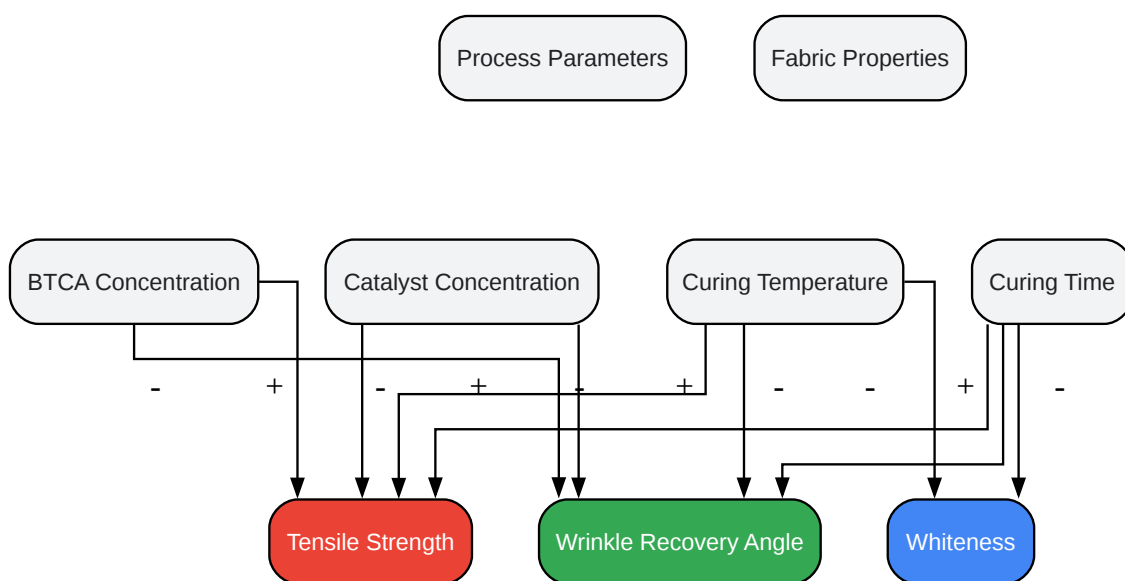 Process Parameters
Fabric Properties
BTCA Concentration
Catalyst Concentration
Curing Temperature
Curing Time
- + - + - + - - + -
Tensile Strength
Wrinkle Recovery Angle
Whiteness